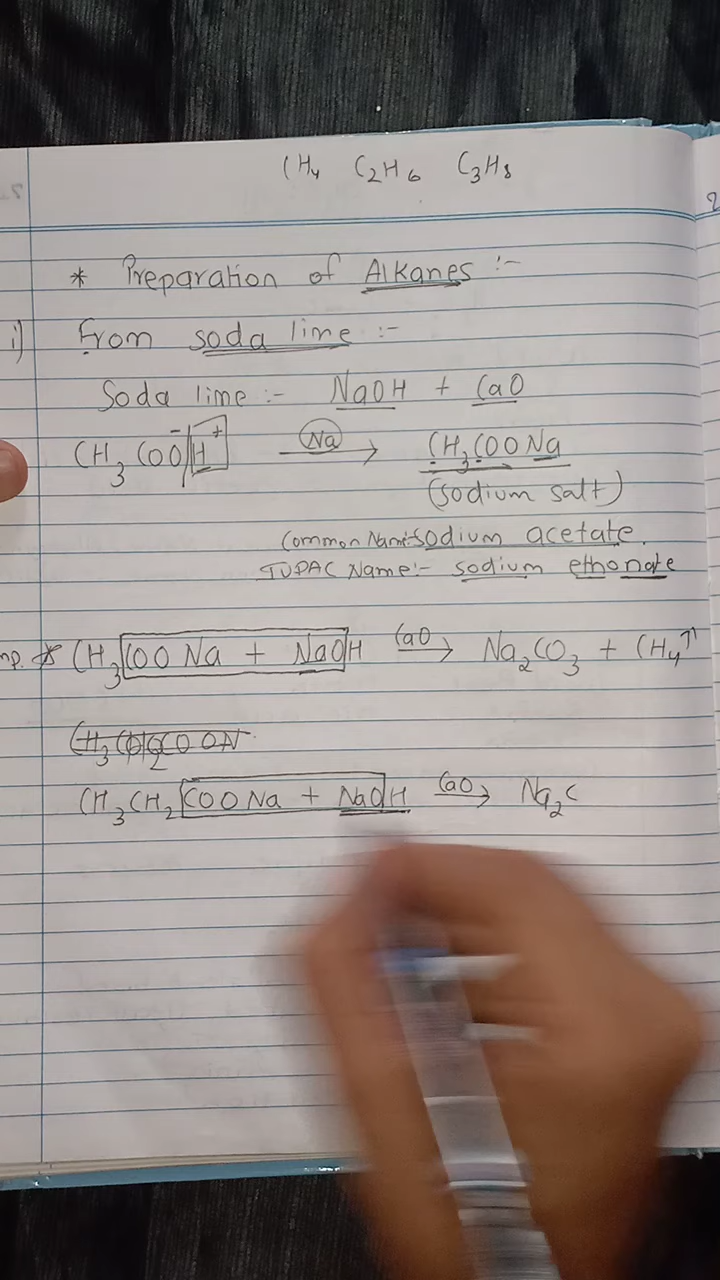 CH4 C2H6 C3H8
* Preparation of Alkanes :-
i) From soda lime :-
Soda lime :- NaOH + CaO
CH3COO⁻H⁺ Na → CH3COONa
(sodium salt)
Common Name:- sodium acetate.
IUPAC Name:- sodium ethonate
* CH3COONa + NaOH CaO → Na2CO3 + CH4↑
CH3CH2COONa + NaOH CaO → Na2C